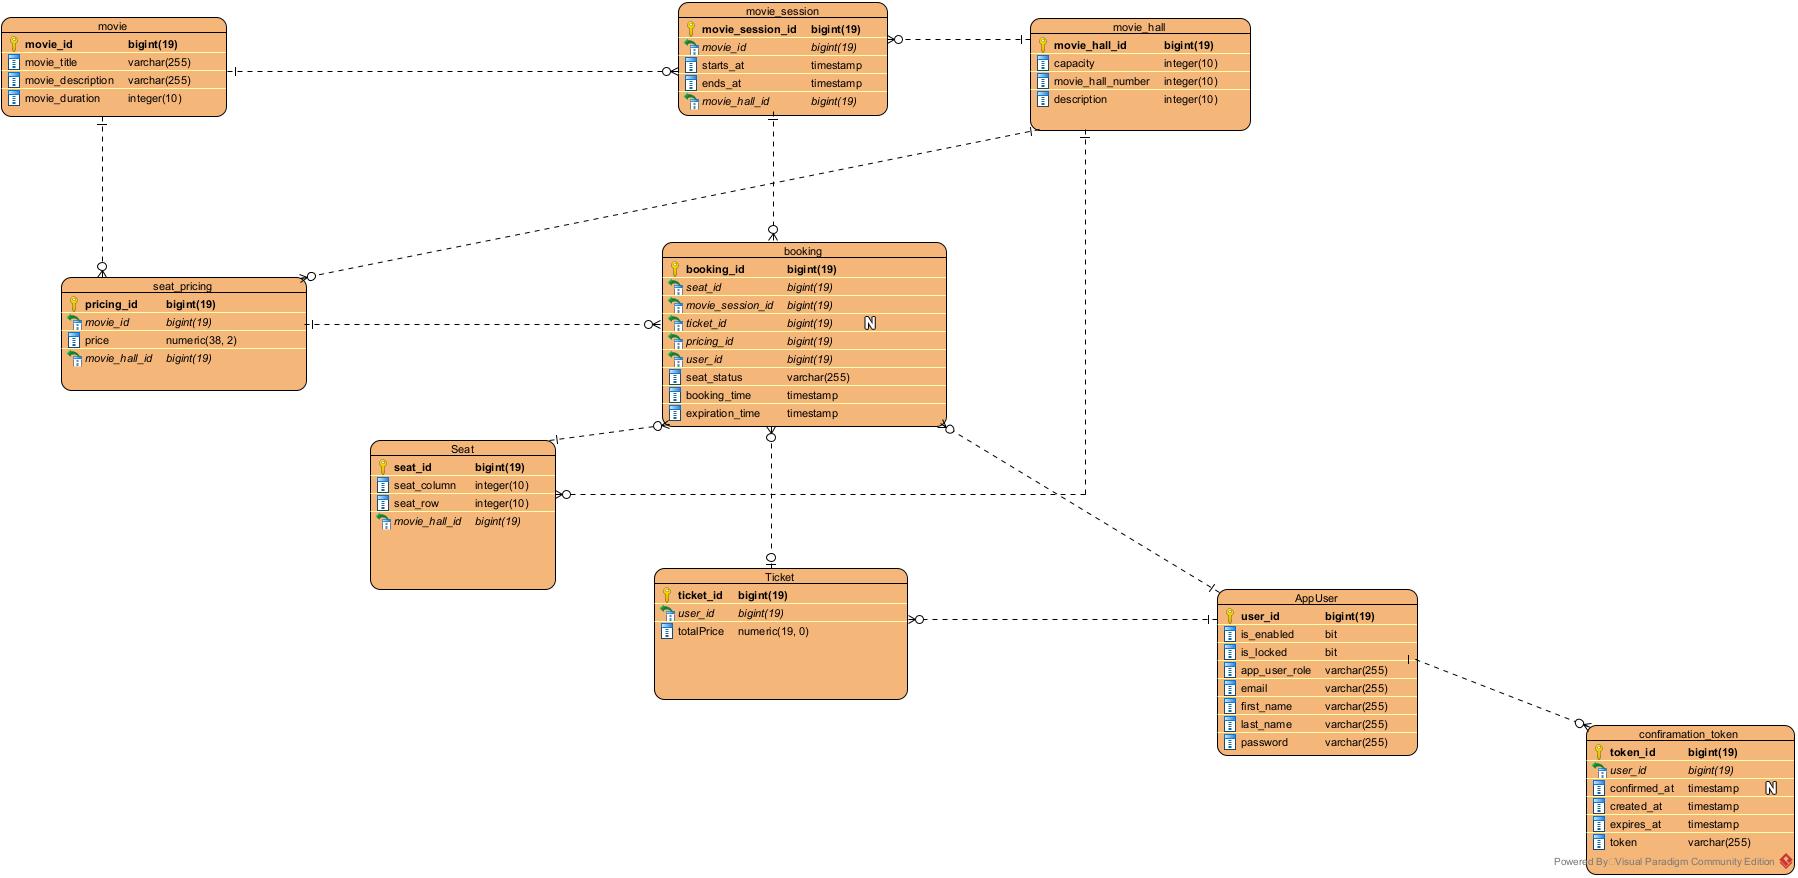 movie
movie_id bigint(19)
movie_title varchar(255)
movie_description varchar(255)
movie_duration integer(10)
movie_session
movie_session_id bigint(19)
movie_id bigint(19)
starts_at timestamp
ends_at timestamp
movie_hall_id bigint(19)
movie_hall
movie_hall_id bigint(19)
capacity integer(10)
movie_hall_number integer(10)
description integer(10)
seat_pricing
pricing_id bigint(19)
movie_id bigint(19)
price numeric(38, 2)
movie_hall_id bigint(19)
booking
booking_id bigint(19)
seat_id bigint(19)
movie_session_id bigint(19)
ticket_id bigint(19) N
pricing_id bigint(19)
user_id bigint(19)
seat_status varchar(255)
booking_time timestamp
expiration_time timestamp
Seat
seat_id bigint(19)
seat_column integer(10)
seat_row integer(10)
movie_hall_id bigint(19)
Ticket
ticket_id bigint(19)
user_id bigint(19)
totalPrice numeric(19, 0)
AppUser
user_id bigint(19)
is_enabled bit
is_locked bit
app_user_role varchar(255)
email varchar(255)
first_name varchar(255)
last_name varchar(255)
password varchar(255)
confiramation_token
token_id bigint(19)
user_id bigint(19)
confirmed_at timestamp N
created_at timestamp
expires_at timestamp
token varchar(255)
Powered By Visual Paradigm Community Edition